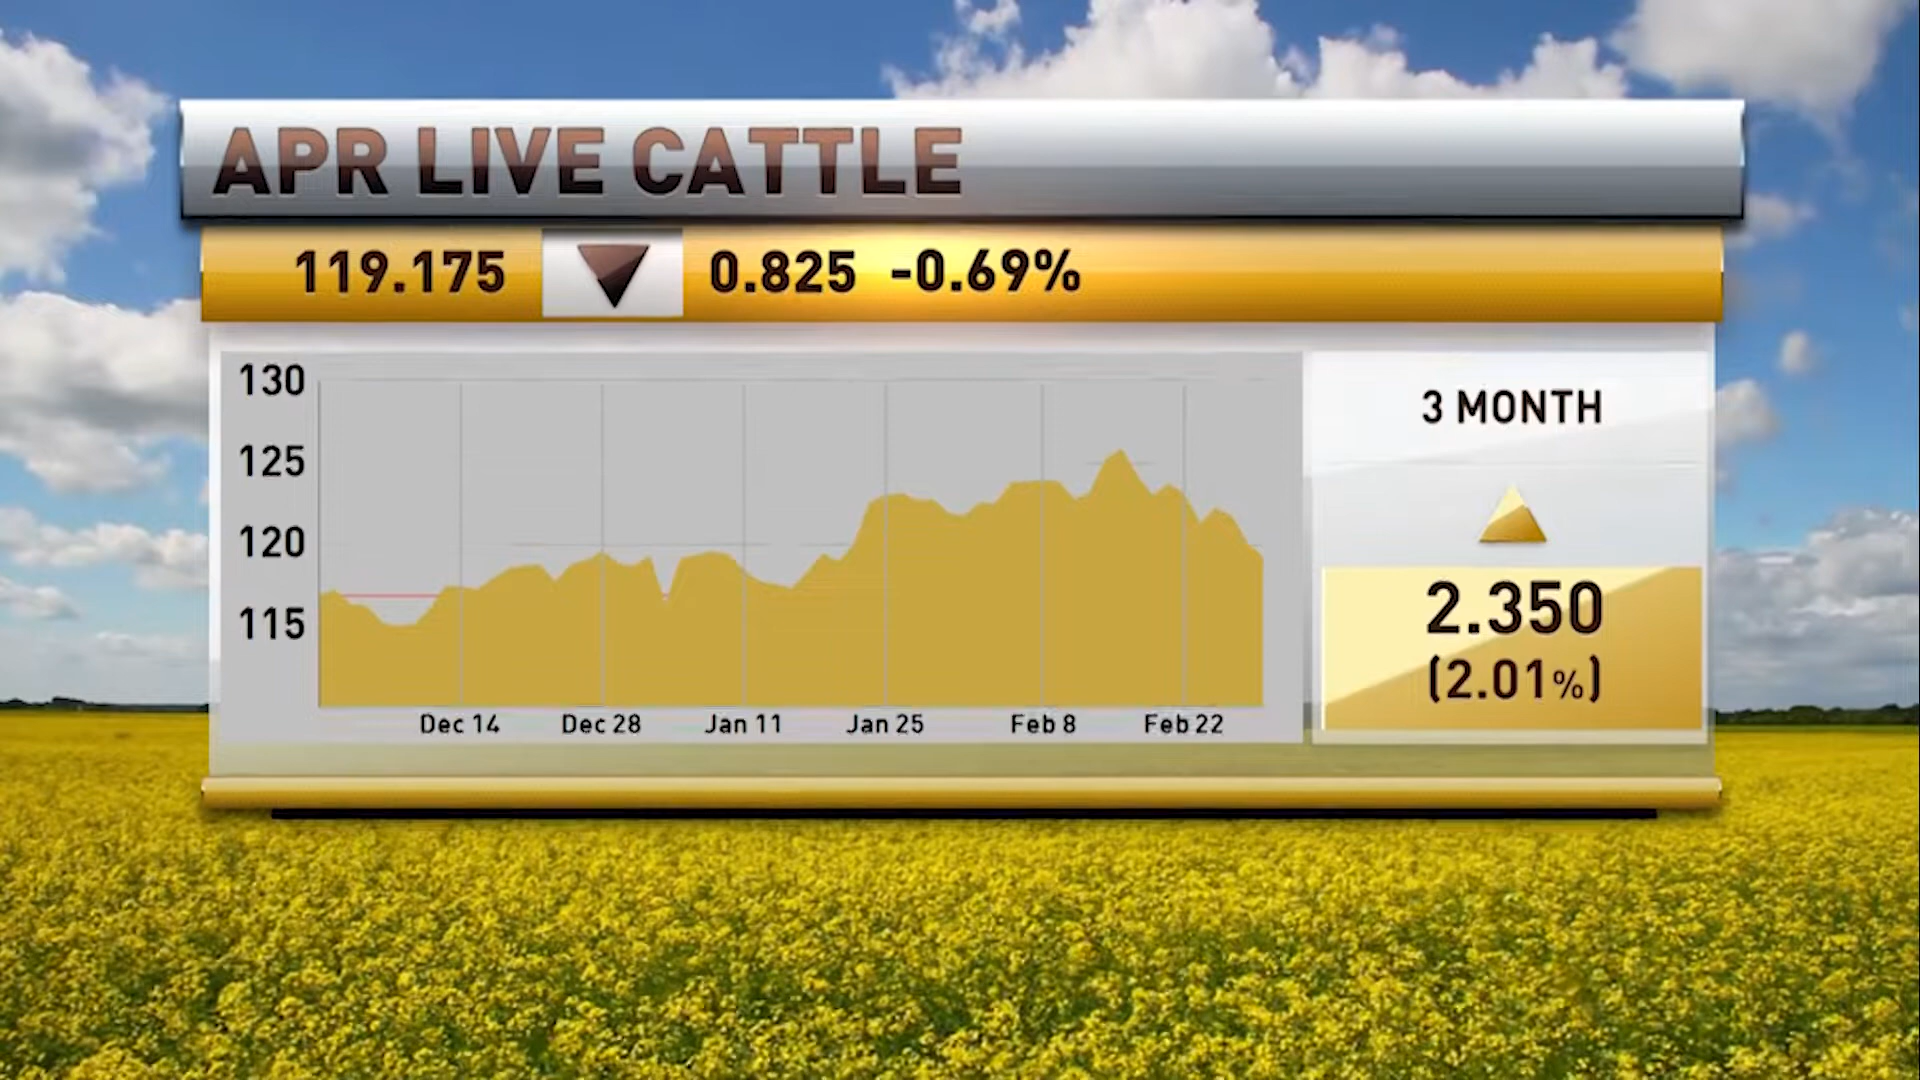 APR LIVE CATTLE
119.175 ▼ 0.825 -0.69%
130
125
120
115
Dec 14 Dec 28 Jan 11 Jan 25 Feb 8 Feb 22
3 MONTH
2.350
(2.01%)